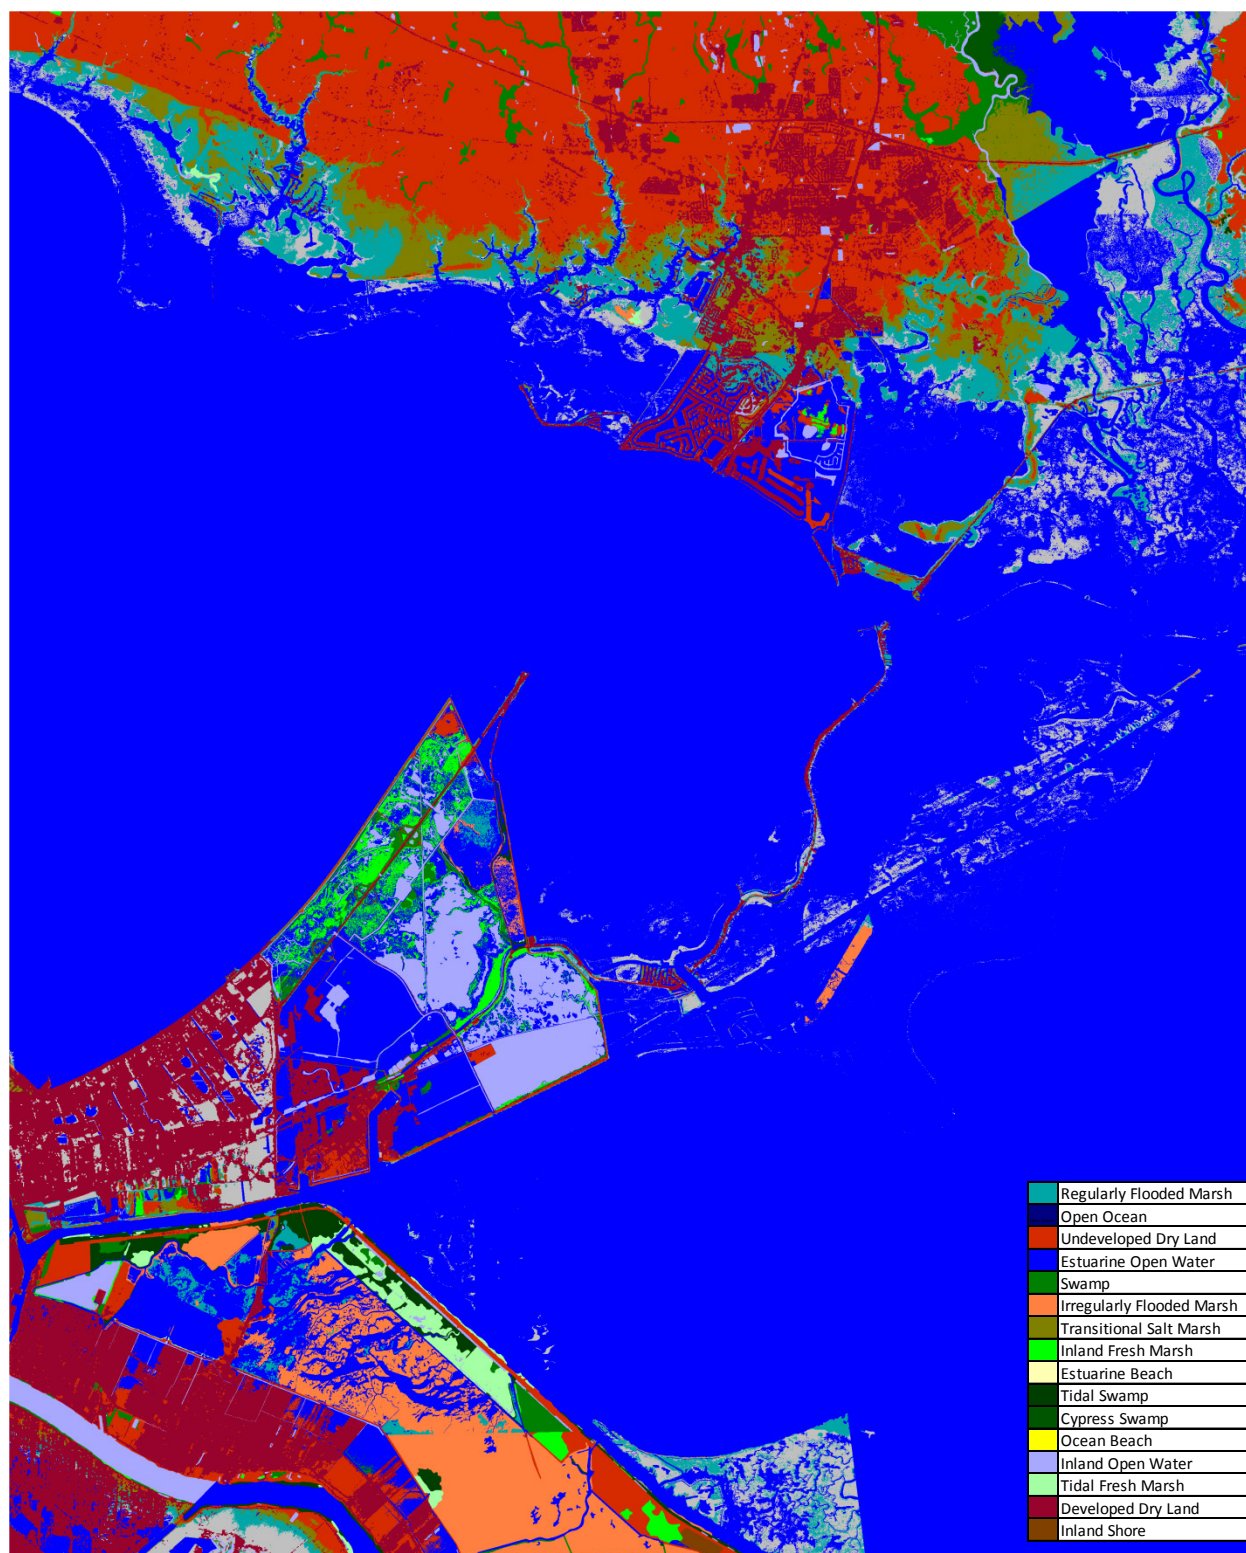 Regularly Flooded Marsh
Open Ocean
Undeveloped Dry Land
Estuarine Open Water
Swamp
Irregularly Flooded Marsh
Transitional Salt Marsh
Inland Fresh Marsh
Estuarine Beach
Tidal Swamp
Cypress Swamp
Ocean Beach
Inland Open Water
Tidal Fresh Marsh
Developed Dry Land
Inland Shore